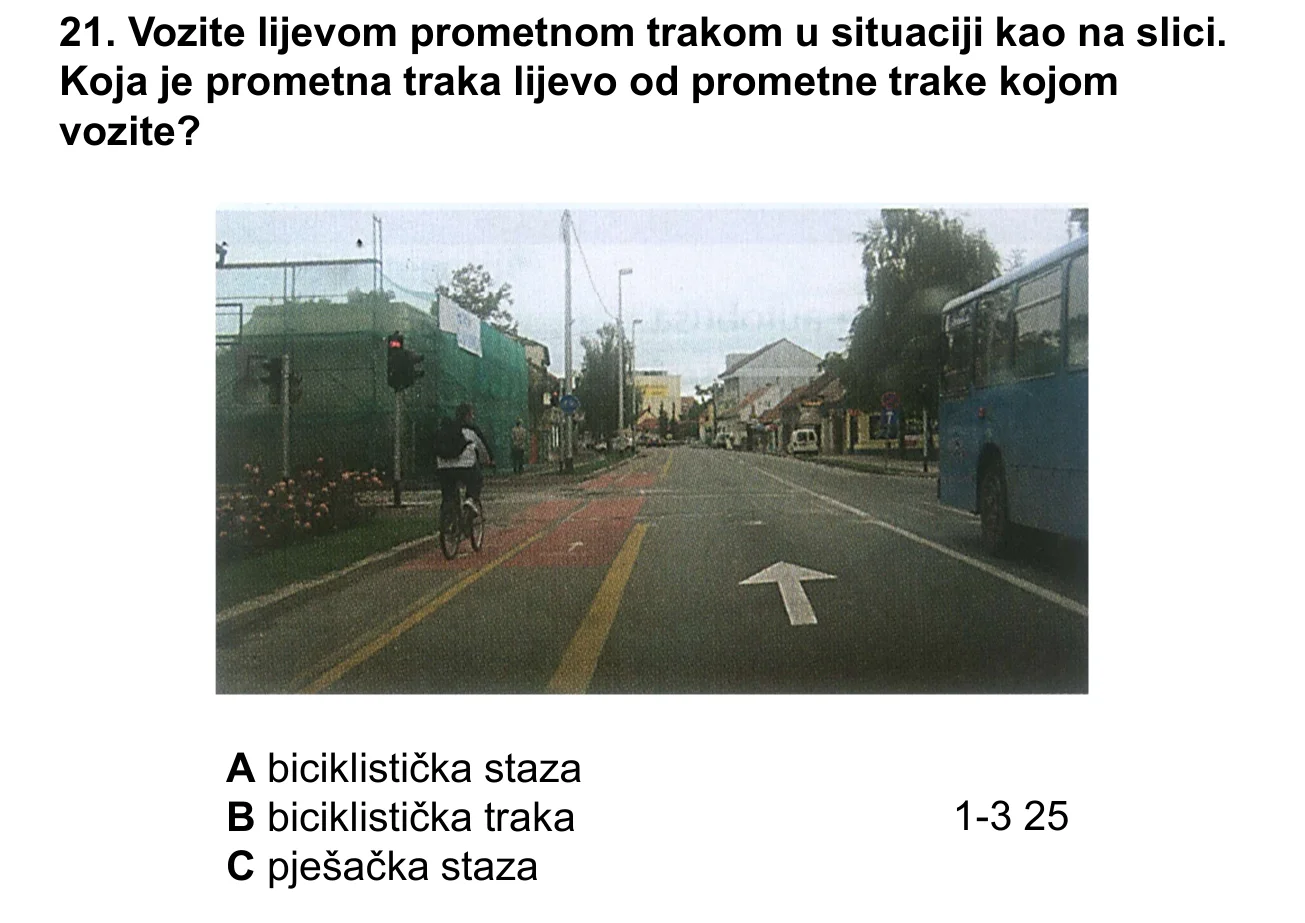 21. Vozite lijevom prometnom trakom u situaciji kao na slici.
Koja je prometna traka lijevo od prometne trake kojom
vozite?
A biciklistička staza
B biciklistička traka
C pješačka staza
1-3 25